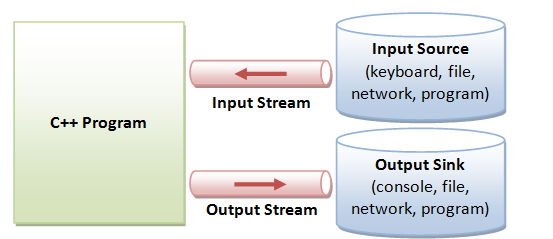 C++ Program
Input Stream
Input Source
(keyboard, file,
network, program)
Output Stream
Output Sink
(console, file,
network, program)